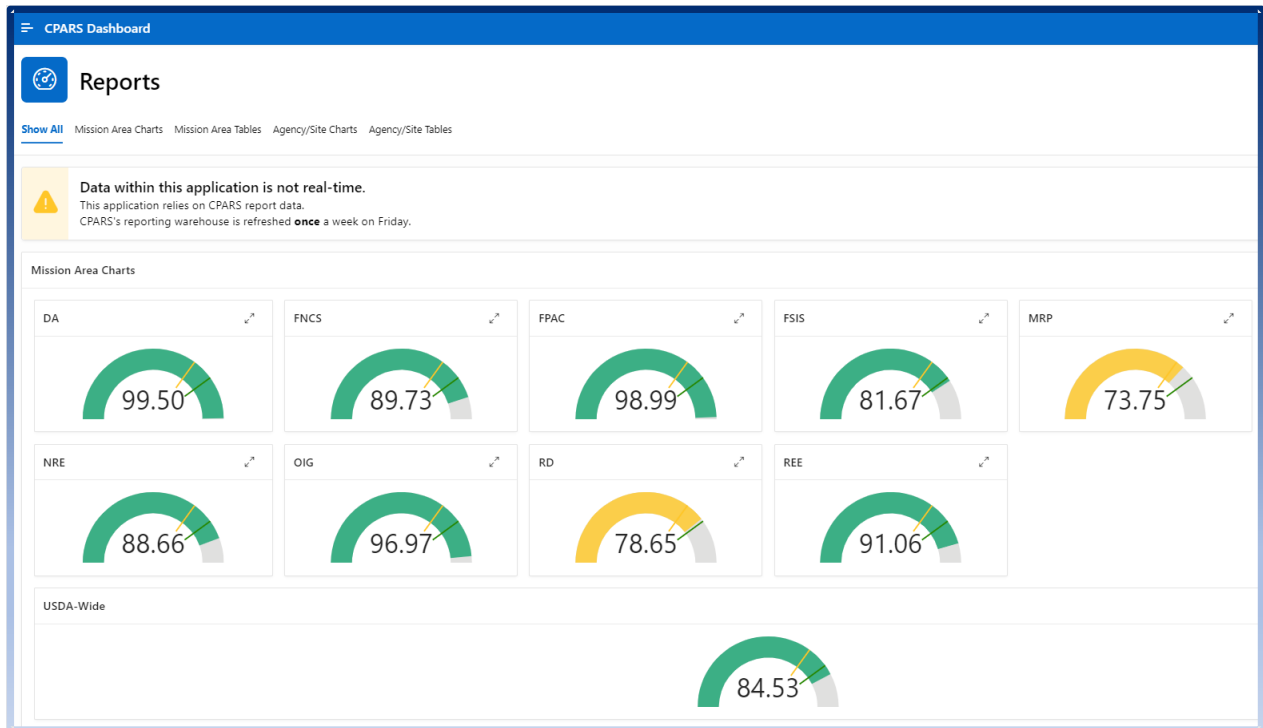 CPARS Dashboard
Reports
Show All Mission Area Charts Mission Area Tables Agency/Site Charts Agency/Site Tables
Data within this application is not real-time.
This application relies on CPARS report data.
CPARS's reporting warehouse is refreshed once a week on Friday.
Mission Area Charts
DA
99.50
FNCS
89.73
FPAC
98.99
FSIS
81.67
MRP
73.75
NRE
88.66
OIG
96.97
RD
78.65
REE
91.06
USDA-Wide
84.53